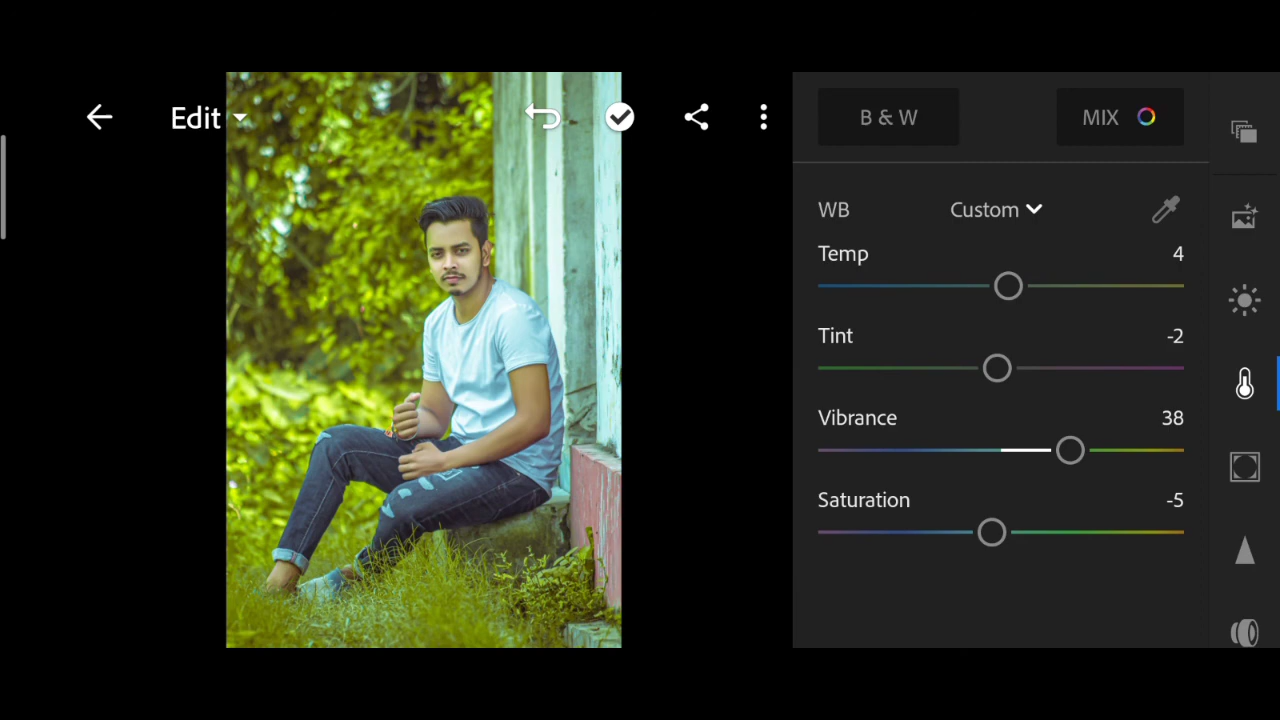 Edit
B & W
MIX
WB
Custom
Temp
4
Tint
-2
Vibrance
38
Saturation
-5